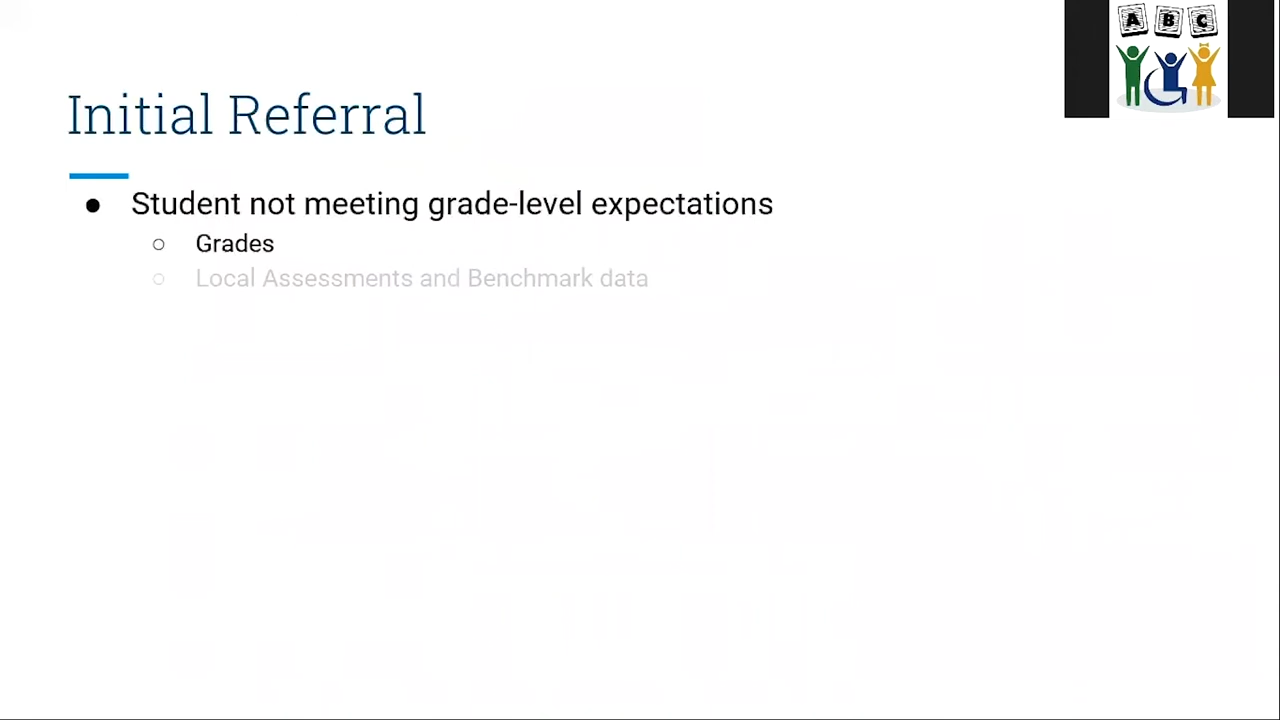 A B C
Initial Referral
● Student not meeting grade-level expectations
○ Grades
○ Local Assessments and Benchmark data